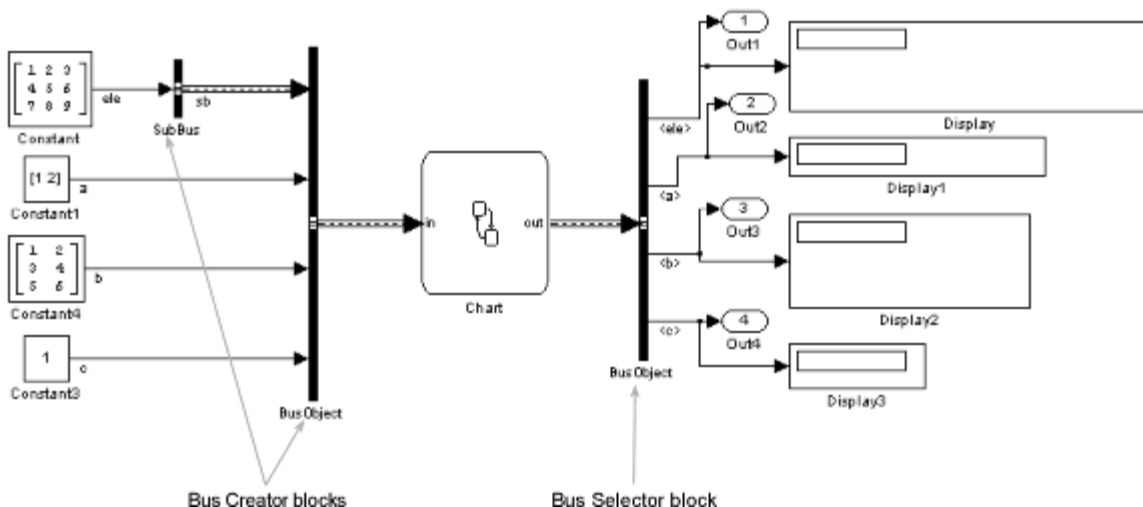 1 2 3
4 5 6
7 8 9
Constant
ele
SubBus
sb
[1 2]
Constant1
a
1 2
3 4
5 6
Constant4
b
1
Constant3
c
BusObject
in
out
Chart
BusObject
<ele>
<a>
<b>
<c>
1
Out1
2
Out2
3
Out3
4
Out4
Display
Display1
Display2
Display3
Bus Creator blocks
Bus Selector block